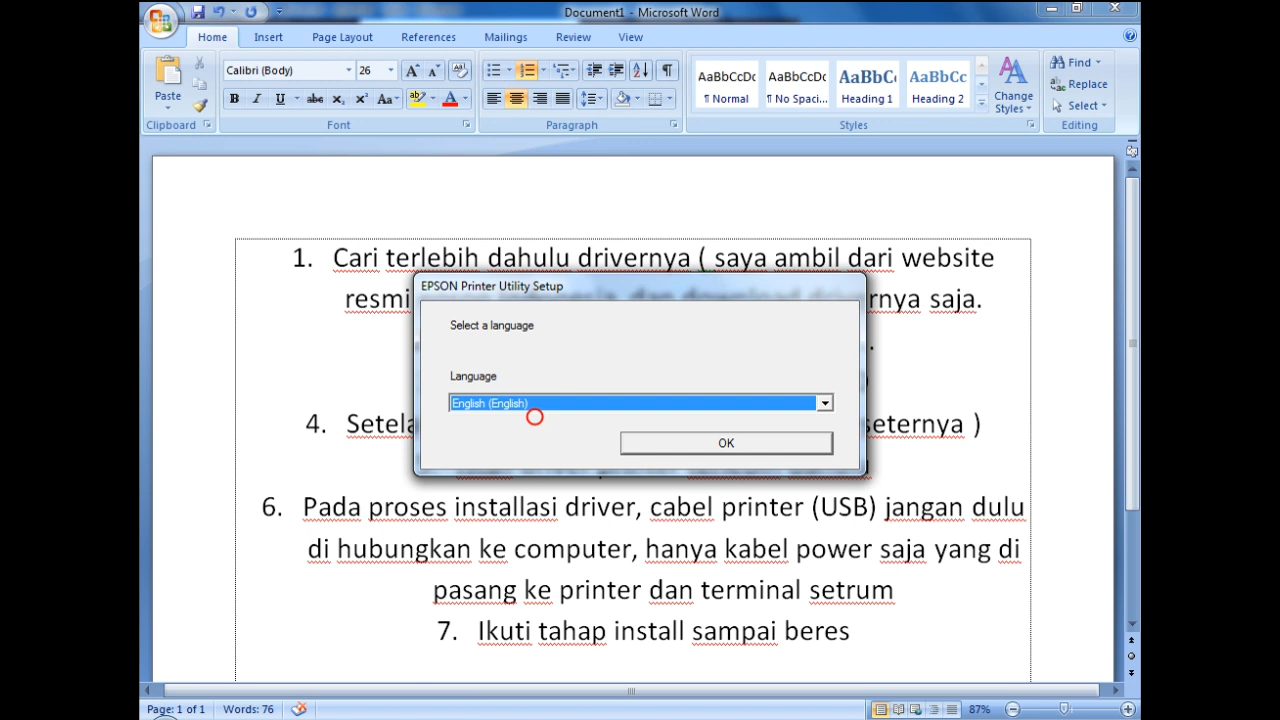 Document1 - Microsoft Word
Home Insert Page Layout References Mailings Review View
Calibri (Body) 26
Paste
B I U abc x₂ x² Aa
AaBbCcDc AaBbCcDc AaBbC AaBbCc
¶ Normal ¶ No Spaci... Heading 1 Heading 2
Change Styles
Find
Replace
Select
Clipboard Font Paragraph Styles Editing
1. Cari terlebih dahulu drivernya ( saya ambil dari website
resmi drivernya saja.
EPSON Printer Utility Setup
Select a language
Language
English (English)
OK
4. seternya )
6. Pada proses installasi driver, cabel printer (USB) jangan dulu
di hubungkan ke computer, hanya kabel power saja yang di
pasang ke printer dan terminal setrum
7. Ikuti tahap install sampai beres
Page: 1 of 1 Words: 76 87%